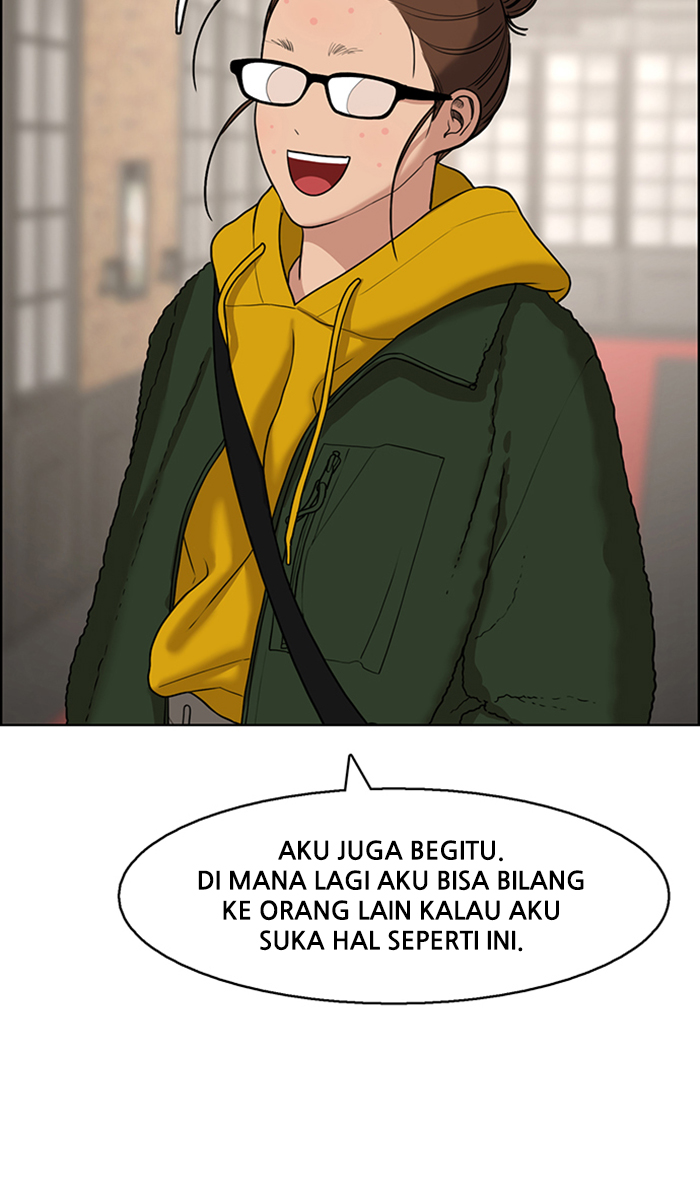 AKU JUGA BEGITU.
DI MANA LAGI AKU BISA BILANG
KE ORANG LAIN KALAU AKU
SUKA HAL SEPERTI INI.